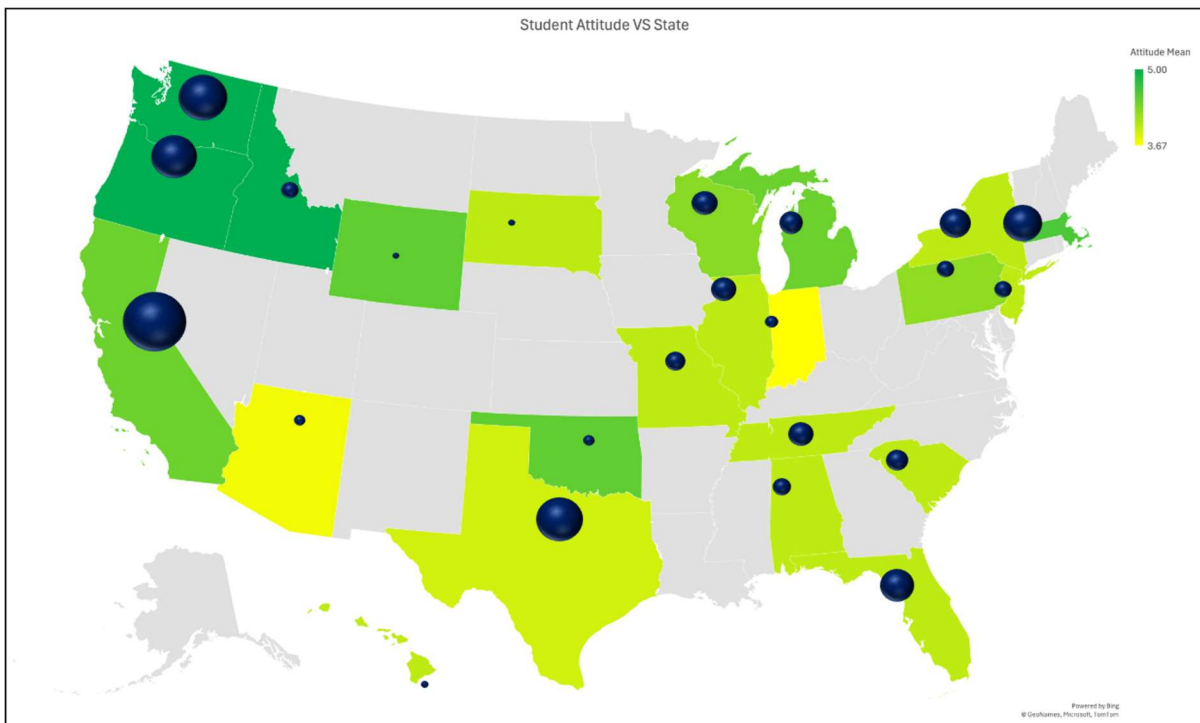 Student Attitude VS State
Attitude Mean
5.00
3.67
Powered by Bing
© GeoNames, Microsoft, TomTom